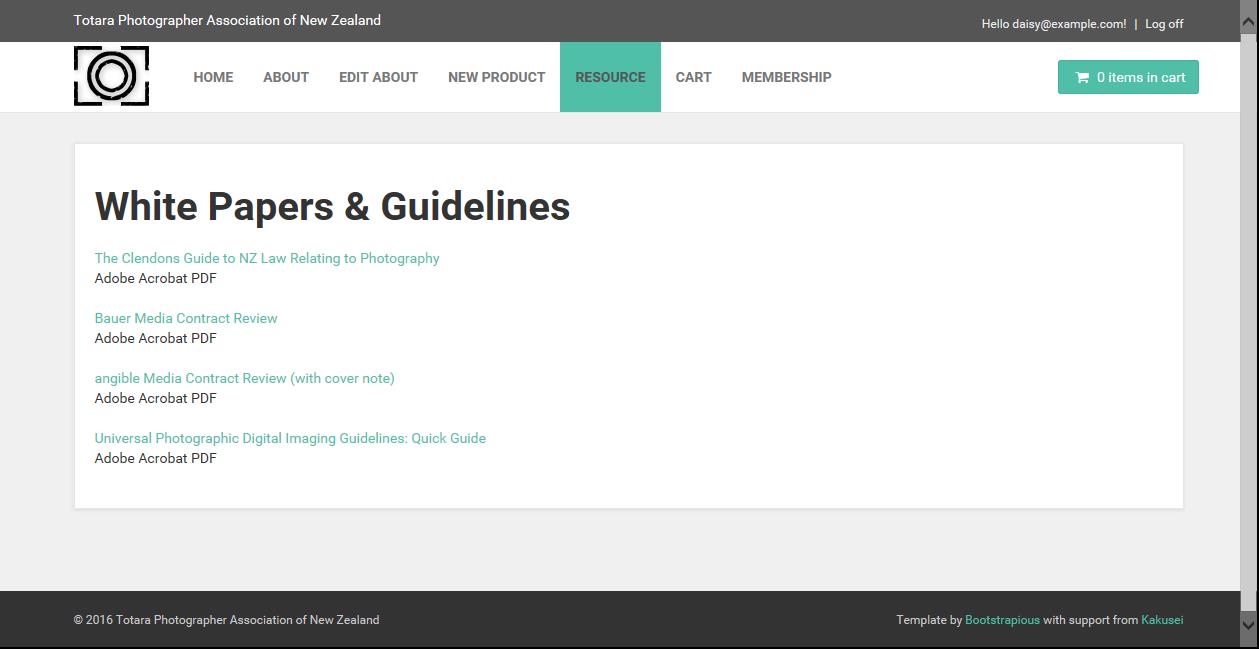 Totara Photographer Association of New Zealand
Hello daisy@example.com! | Log off
HOME ABOUT EDIT ABOUT NEW PRODUCT RESOURCE CART MEMBERSHIP
0 items in cart
White Papers & Guidelines
The Clendons Guide to NZ Law Relating to Photography
Adobe Acrobat PDF
Bauer Media Contract Review
Adobe Acrobat PDF
angible Media Contract Review (with cover note)
Adobe Acrobat PDF
Universal Photographic Digital Imaging Guidelines: Quick Guide
Adobe Acrobat PDF
© 2016 Totara Photographer Association of New Zealand
Template by Bootstrapious with support from Kakusei